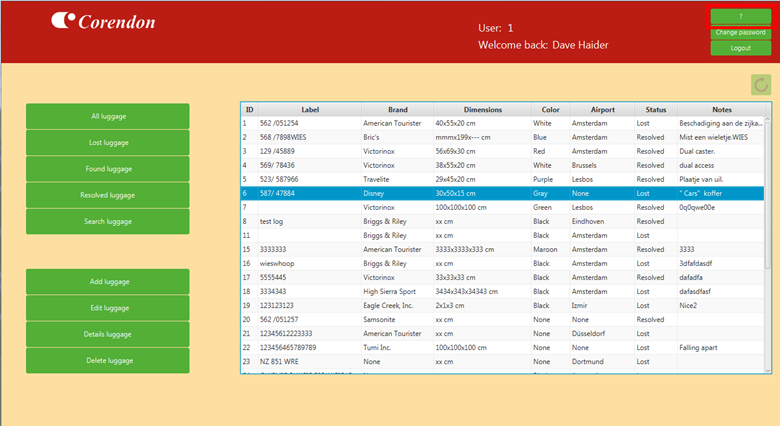 Corendon
User: 1
Welcome back: Dave Haider
?
Change password
Logout
All luggage
Lost luggage
Found luggage
Resolved luggage
Search luggage
Add luggage
Edit luggage
Details luggage
Delete luggage
ID Label Brand Dimensions Color Airport Status Notes
1 562 /051254 American Tourister 40x55x20 cm White Amsterdam Lost Beschadiging aan de zijka...
2 568 /7898WIES Bric's mmmx199x--- cm Blue Amsterdam Resolved Mist een wieletje.WIES
3 129 /45889 Victorinox 56x69x30 cm Red Amsterdam Resolved Dual caster.
4 569/ 78436 Victorinox 38x55x20 cm White Brussels Resolved dual access
5 523/ 587966 Travelite 29x45x20 cm Purple Lesbos Resolved Plaatje van uil.
6 587/ 47884 Disney 30x50x15 cm Gray None Lost " Cars" koffer
7 Victorinox 100x100x100 cm Green Lesbos Resolved 0q0qwe00e
8 test log Briggs & Riley xx cm Black Eindhoven Resolved
11 Briggs & Riley xx cm Black Amsterdam Lost
15 3333333 American Tourister 3333x3333x333 cm Maroon Amsterdam Resolved 3333
16 wieswhoop Briggs & Riley xx cm Black Amsterdam Lost 3dfafdasdf
17 5555445 Victorinox 33x33x33 cm Black Amsterdam Resolved dafadfa
18 3334343 High Sierra Sport 3434x343x34343 cm Black Amsterdam Lost dafasdfasf
19 123123123 Eagle Creek, Inc. 2x1x3 cm Black Izmir Lost Nice2
20 562 /051257 Samsonite xx cm None None Resolved
21 12345612223333 American Tourister xx cm None Düsseldorf Lost
22 123456465789789 Tumi Inc. 100x100x100 cm None None Lost Falling apart
23 NZ 851 WRE None xx cm None Dortmund Lost